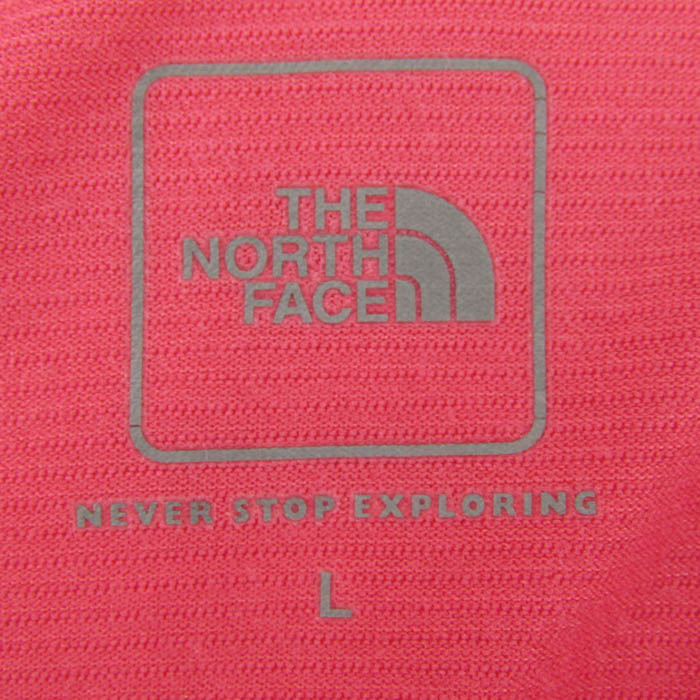 THE
NORTH
FACE
NEVER STOP EXPLORING
L